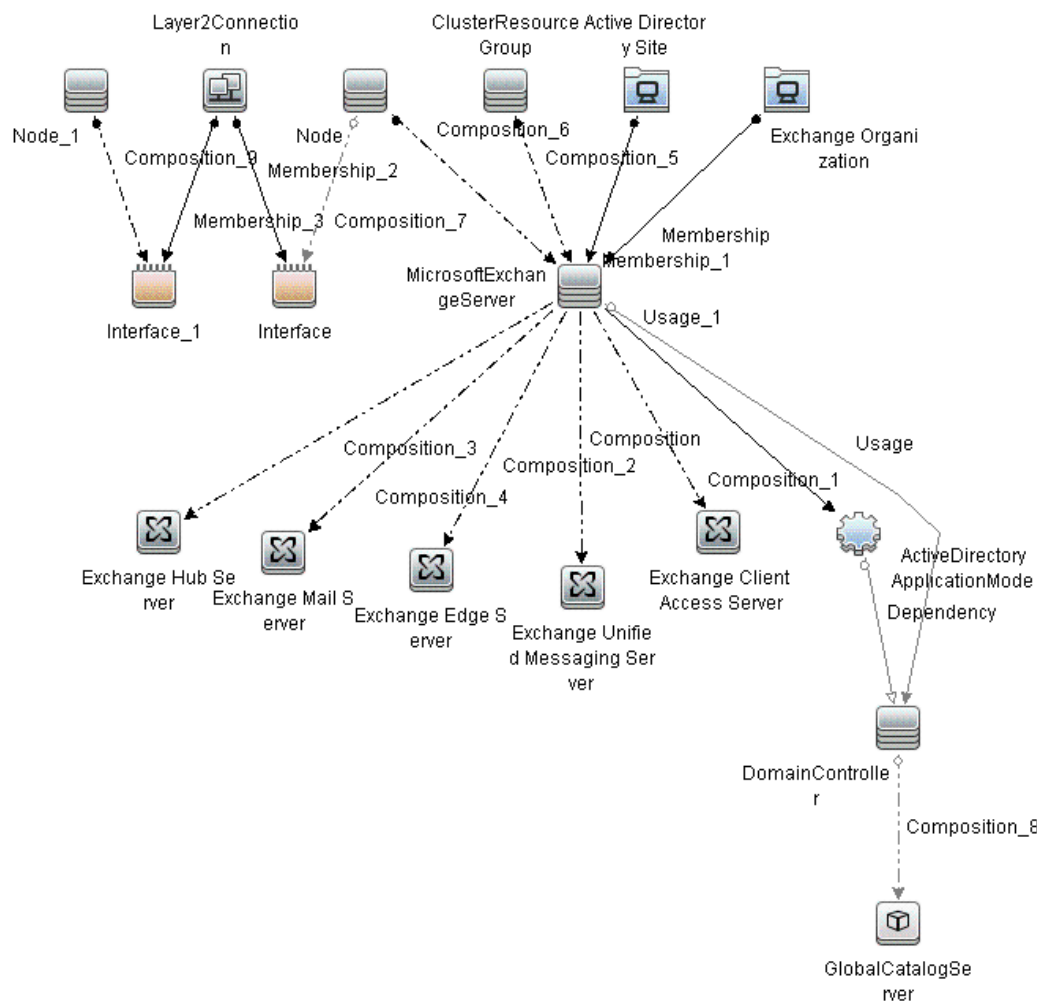 Layer2Connectio
n
ClusterResource
Group
Active Director
y Site
Node_1
Node
Composition_6
Exchange Organi
zation
Composition_9
Membership_2
Composition_5
Membership_3
Composition_7
Membership
Membership_1
MicrosoftExchan
geServer
Interface_1
Interface
Usage_1
Usage
Composition_3
Composition
Composition_2
Composition_1
Composition_4
Exchange Hub Se
rver
Exchange Mail S
erver
Exchange Edge S
erver
Exchange Unifie
d Messaging Ser
ver
Exchange Client
Access Server
ActiveDirectory
ApplicationMode
Dependency
DomainControlle
r
Composition_8
GlobalCatalogSe
rver